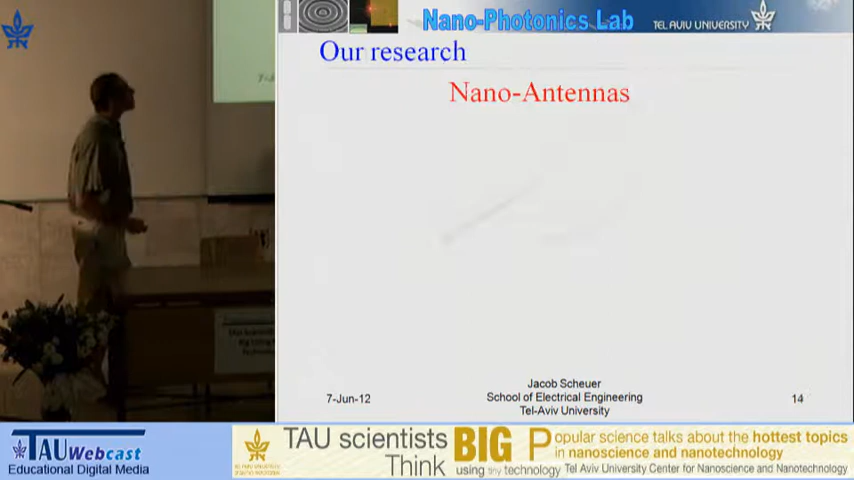 Nano-Photonics Lab
TEL AVIV UNIVERSITY
Our research
Nano-Antennas
7-Jun-12
Jacob Scheuer
School of Electrical Engineering
Tel-Aviv University
14
TAU Webcast
Educational Digital Media
TAU scientists
Think BIG
using tiny technology
Popular science talks about the hottest topics
in nanoscience and nanotechnology
Tel Aviv University Center for Nanoscience and Nanotechnology